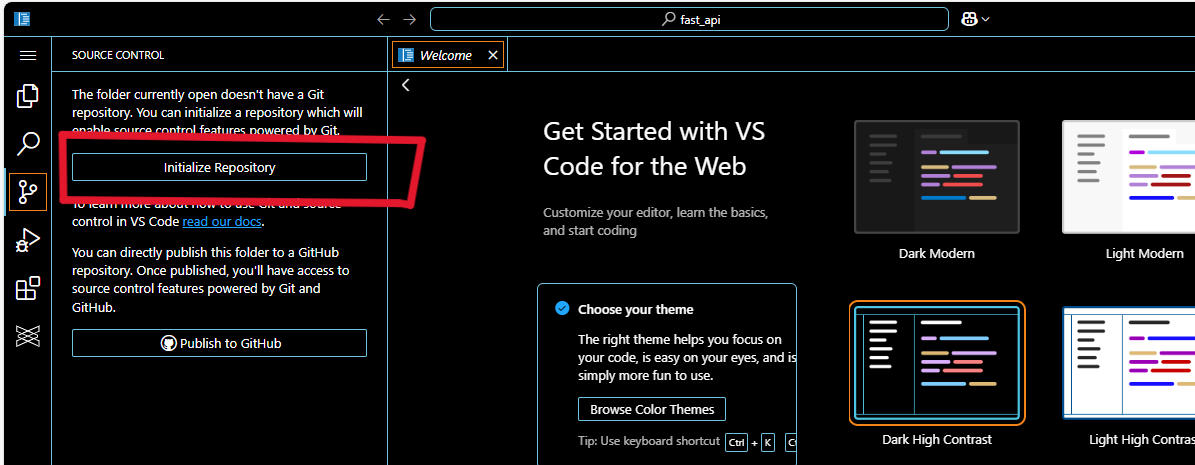 fast_api
SOURCE CONTROL
The folder currently open doesn't have a Git
repository. You can initialize a repository which will
enable source control features powered by Git.
Initialize Repository
To learn more about how to use Git and source
control in VS Code read our docs.
You can directly publish this folder to a GitHub
repository. Once published, you'll have access to
source control features powered by Git and
GitHub.
Publish to GitHub
Welcome
Get Started with VS
Code for the Web
Customize your editor, learn the basics,
and start coding
Choose your theme
The right theme helps you focus on
your code, is easy on your eyes, and is
simply more fun to use.
Browse Color Themes
Tip: Use keyboard shortcut Ctrl + K
Dark Modern
Light Modern
Dark High Contrast
Light High Contras